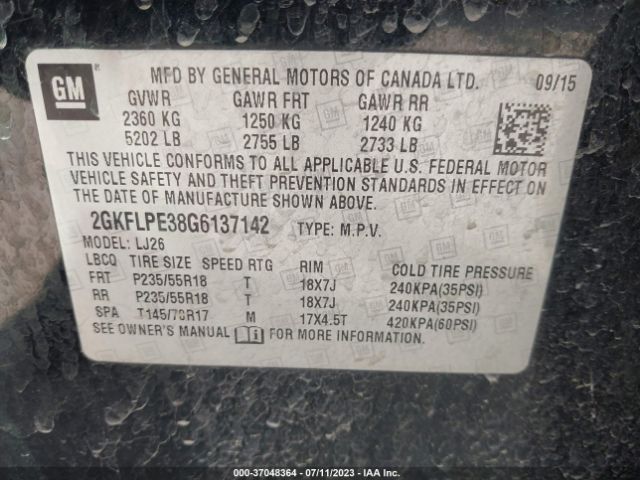 GM
®
MFD BY GENERAL MOTORS OF CANADA LTD. 09/15
GVWR GAWR FRT GAWR RR
2360 KG 1250 KG 1240 KG
5202 LB 2755 LB 2733 LB
THIS VEHICLE CONFORMS TO ALL APPLICABLE U.S. FEDERAL MOTOR
VEHICLE SAFETY AND THEFT PREVENTION STANDARDS IN EFFECT ON
THE DATE OF MANUFACTURE SHOWN ABOVE.
2GKFLPE38G6137142 TYPE: M.P.V.
MODEL: LJ26
LBCQ TIRE SIZE SPEED RTG RIM COLD TIRE PRESSURE
FRT P235/55R18 T 18X7J 240KPA(35PSI)
RR P235/55R18 T 18X7J 240KPA(35PSI)
SPA T145/70R17 M 17X4.5T 420KPA(60PSI)
SEE OWNER'S MANUAL FOR MORE INFORMATION.
000-37048364 - 07/11/2023 - IAA Inc.